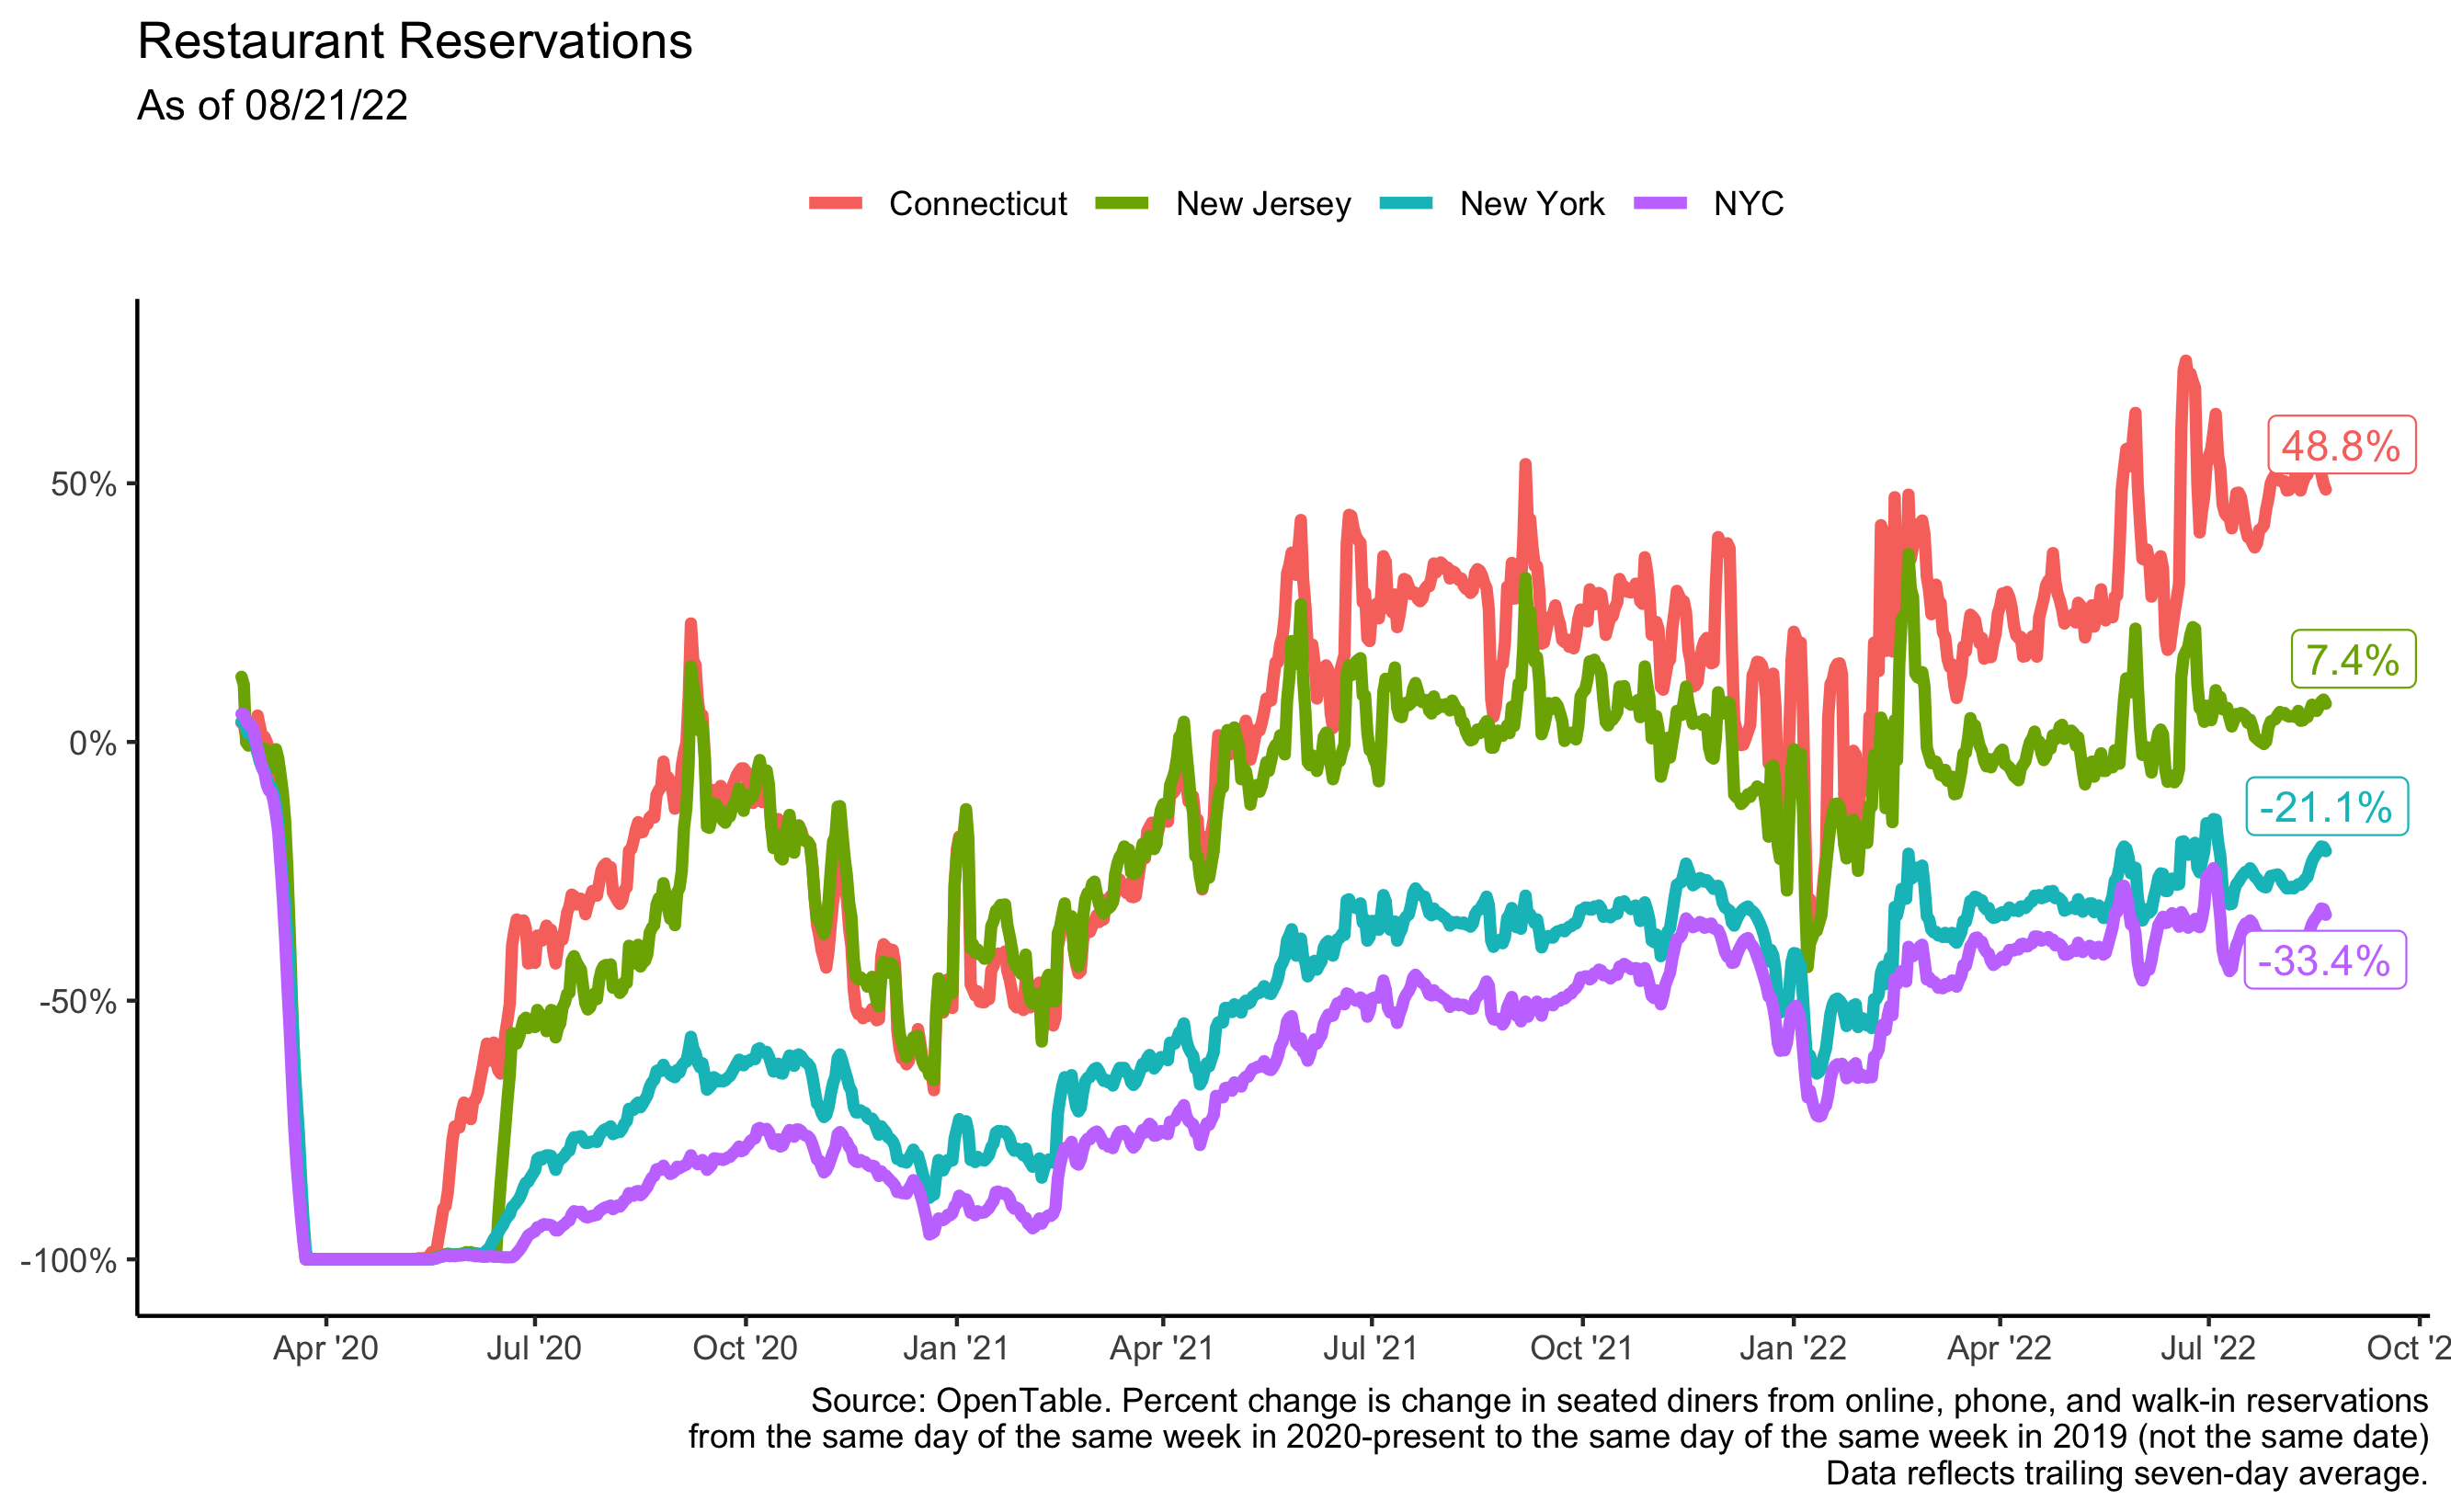 Restaurant Reservations
As of 08/21/22
Connecticut New Jersey New York NYC
50%
0%
-50%
-100%
48.8%
7.4%
-21.1%
-33.4%
Apr '20 Jul '20 Oct '20 Jan '21 Apr '21 Jul '21 Oct '21 Jan '22 Apr '22 Jul '22 Oct '2
Source: OpenTable. Percent change is change in seated diners from online, phone, and walk-in reservations
from the same day of the same week in 2020-present to the same day of the same week in 2019 (not the same date)
Data reflects trailing seven-day average.